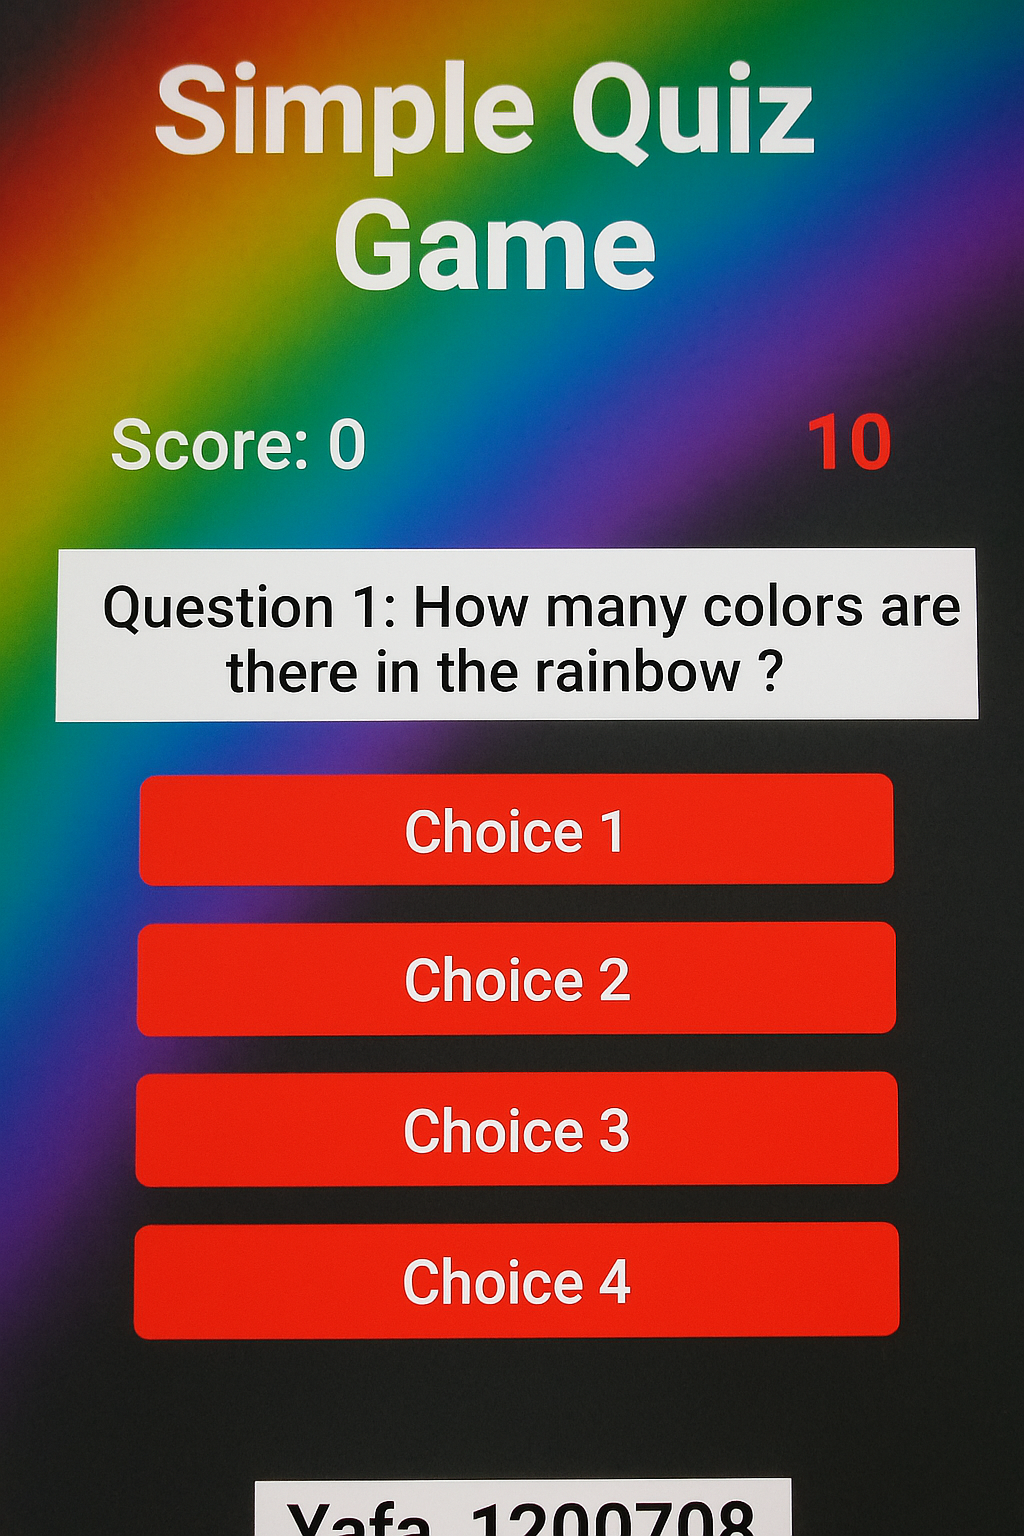 Simple Quiz
Game
Score: 0
10
Question 1: How many colors are
there in the rainbow ?
Choice 1
Choice 2
Choice 3
Choice 4
Yafa 1200708